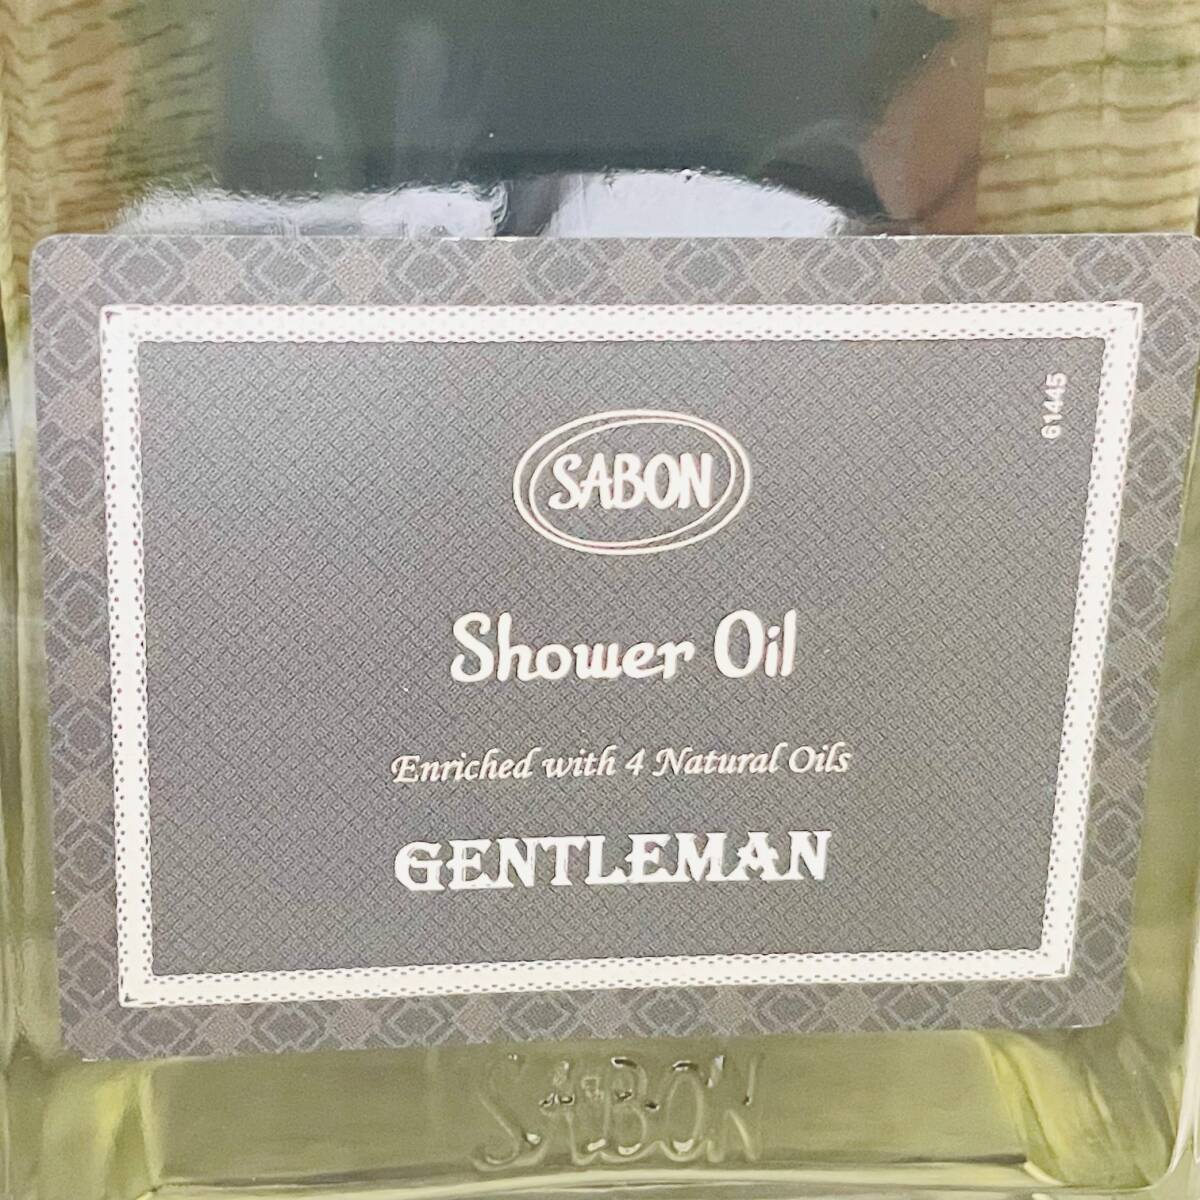 61445
SABON
Shower Oil
Enriched with 4 Natural Oils
GENTLEMAN
SABON